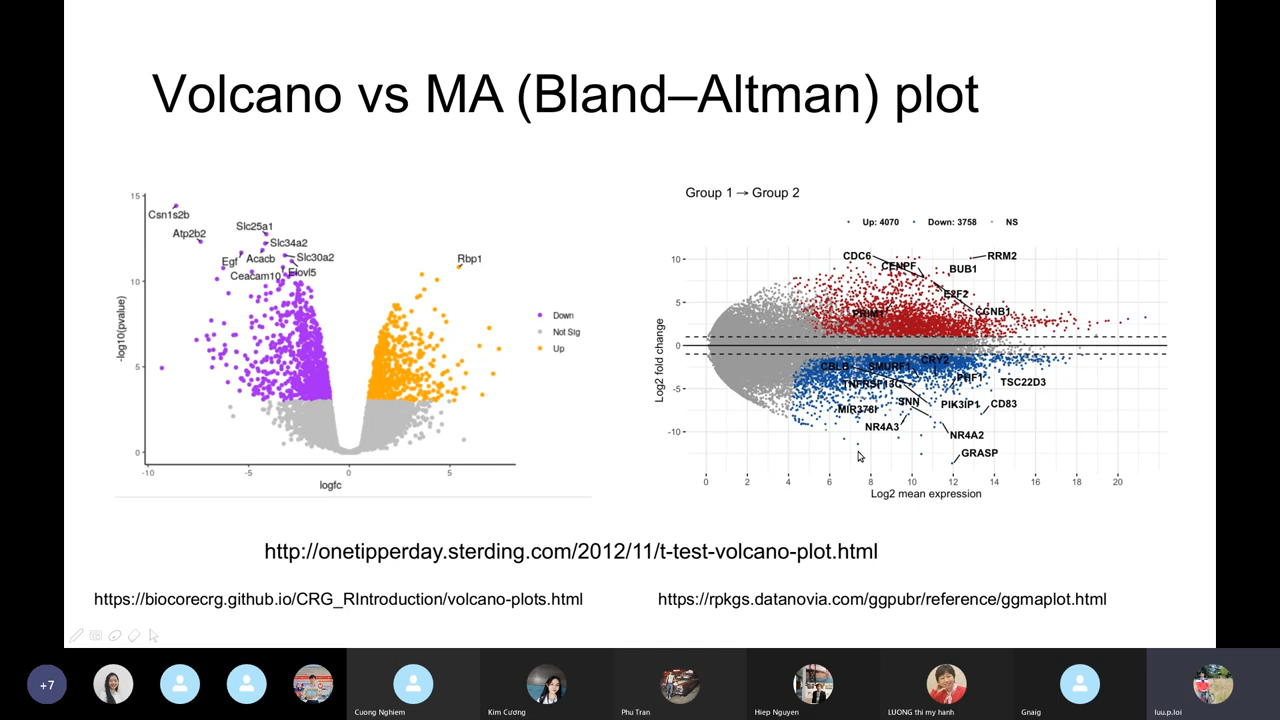 Volcano vs MA (Bland–Altman) plot
15
Csn1s2b
Atp2b2
Slc25a1
Slc34a2
Egf
Acacb
Slc30a2
Ceacam10
Elovl5
Rbp1
10
-log10(pvalue)
5
0
-10
-5
0
5
logfc
Down
Not Sig
Up
Group 1 → Group 2
Up: 4070
Down: 3758
NS
CDC6
CENPF
RRM2
BUB1
E2F2
CCNB1
PRIM1
CRY2
CBLB
SMURF1
TNFRSF13C
PHF1
TSC22D3
SNN
PIK3IP1
CD83
MIR378I
NR4A3
NR4A2
GRASP
Log2 fold change
10
5
0
-5
-10
0
2
4
6
8
10
12
14
16
18
20
Log2 mean expression
http://onetipperday.sterding.com/2012/11/t-test-volcano-plot.html
https://biocorecrg.github.io/CRG_RIntroduction/volcano-plots.html
https://rpkgs.datanovia.com/ggpubr/reference/ggmaplot.html
+7
Cuong Nghiem
Kim Cương
Phu Tran
Hiep Nguyen
LUONG thi my hanh
Gnaig
luu.p.loi